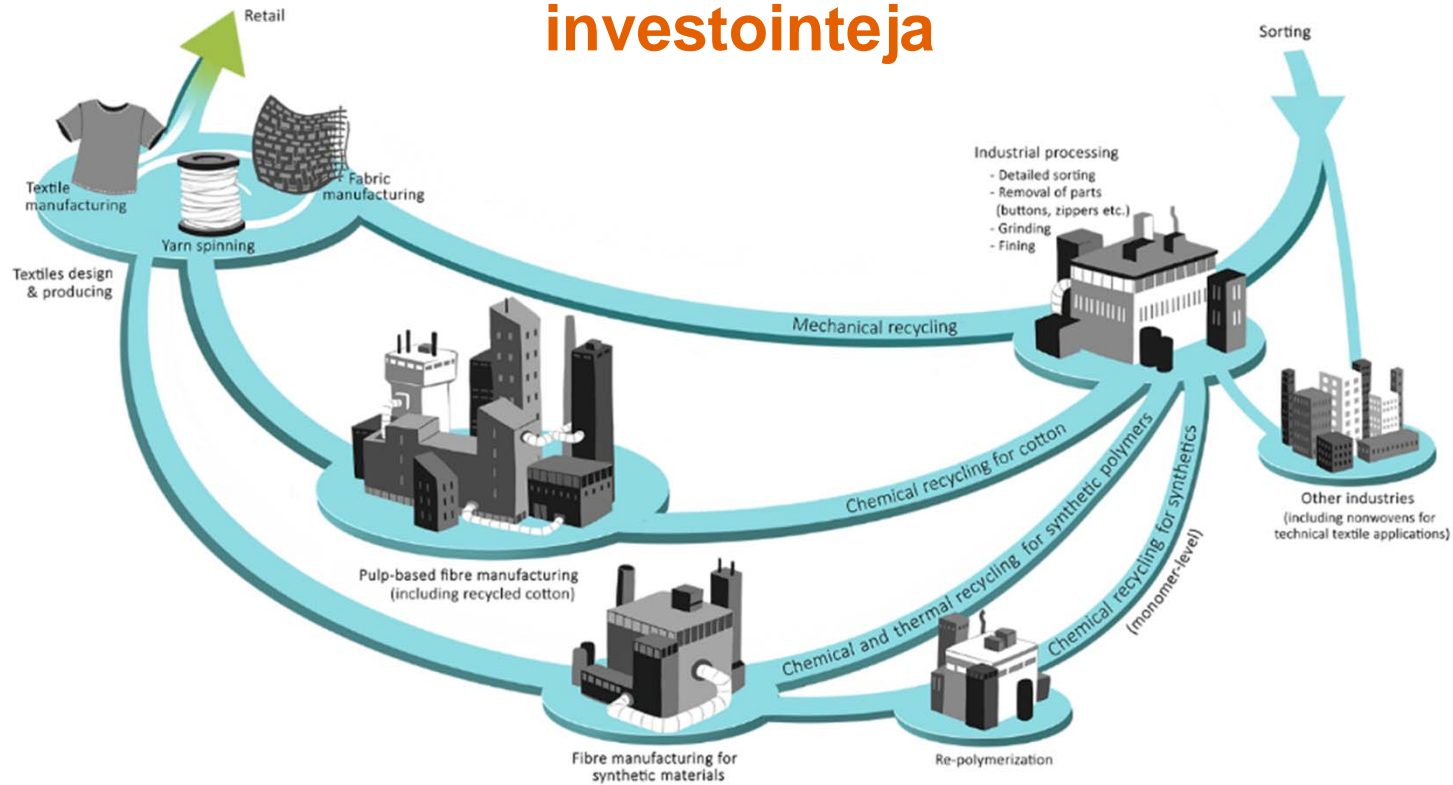 investointeja
Retail
Sorting
Textile
manufacturing
Fabric
manufacturing
Yarn spinning
Textiles design
& producing
Industrial processing
- Detailed sorting
- Removal of parts
(buttons, zippers etc.)
- Grinding
- Fining
Mechanical recycling
Chemical recycling for cotton
Chemical and thermal recycling for synthetic polymers
Chemical recycling for synthetics
(monomer-level)
Other industries
(including nonwovens for
technical textile applications)
Pulp-based fibre manufacturing
(including recycled cotton)
Fibre manufacturing for
synthetic materials
Re-polymerization